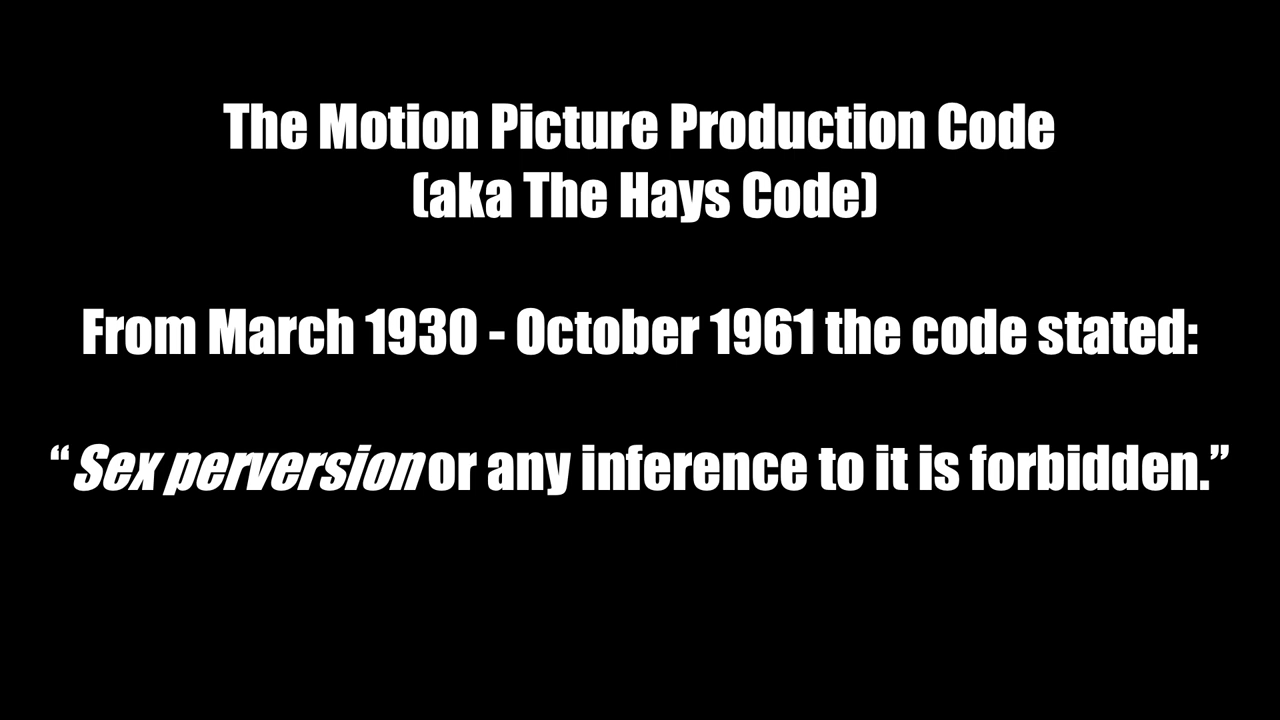 The Motion Picture Production Code
(aka The Hays Code)
From March 1930 - October 1961 the code stated:
“Sex perversion or any inference to it is forbidden.”